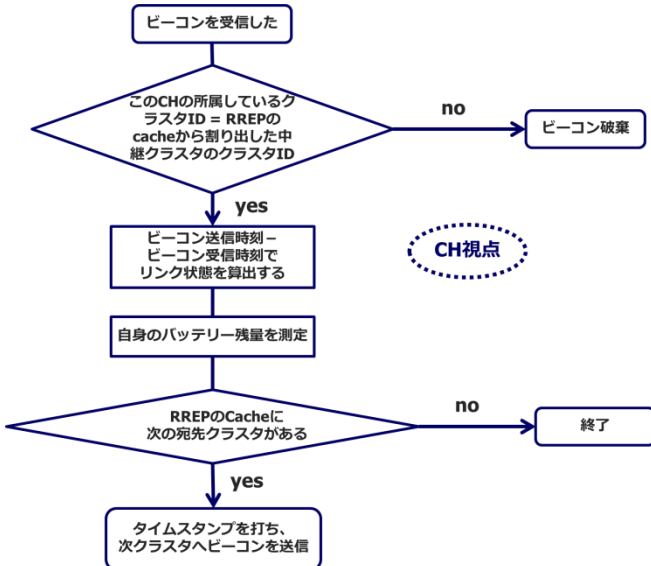 ビーコンを受信した
このCHの所属しているク
ラスタID = RREPの
cacheから割り出した中
継クラスタのクラスタID
no
ビーコン破棄
yes
ビーコン送信時刻 –
ビーコン受信時刻で
リンク状態を算出する
CH視点
自身のバッテリー残量を測定
RREPのCacheに
次の宛先クラスタがある
no
終了
yes
タイムスタンプを打ち、
次クラスタへビーコンを送信